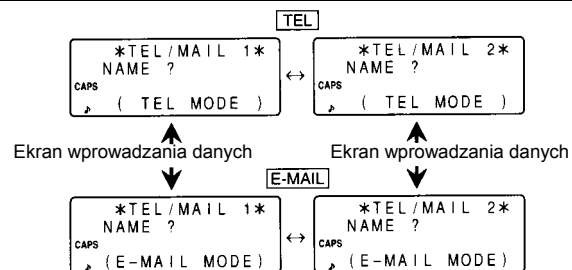 TEL
*TEL/MAIL 1*
NAME ?
CAPS
♪ ( TEL MODE )
↔
*TEL/MAIL 2*
NAME ?
CAPS
♪ ( TEL MODE )
Ekran wprowadzania danych
Ekran wprowadzania danych
E-MAIL
*TEL/MAIL 1*
NAME ?
CAPS
♪ (E-MAIL MODE)
↔
*TEL/MAIL 2*
NAME ?
CAPS
♪ (E-MAIL MODE)